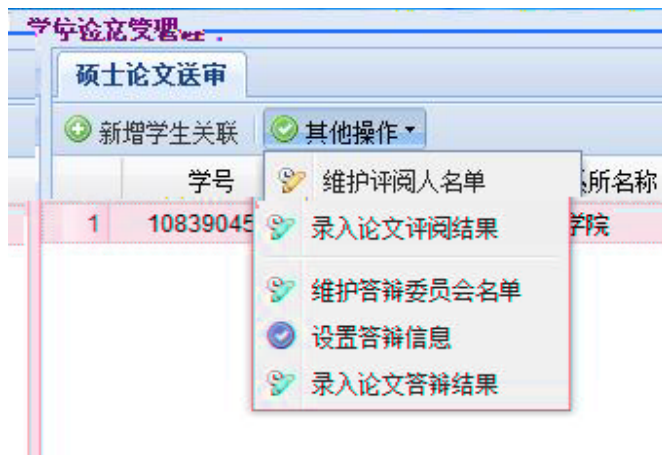 学位论文管理
硕士论文送审
新增学生关联 其他操作
学号 所名称
1 10839045 学院
维护评阅人名单
录入论文评阅结果
维护答辩委员会名单
设置答辩信息
录入论文答辩结果